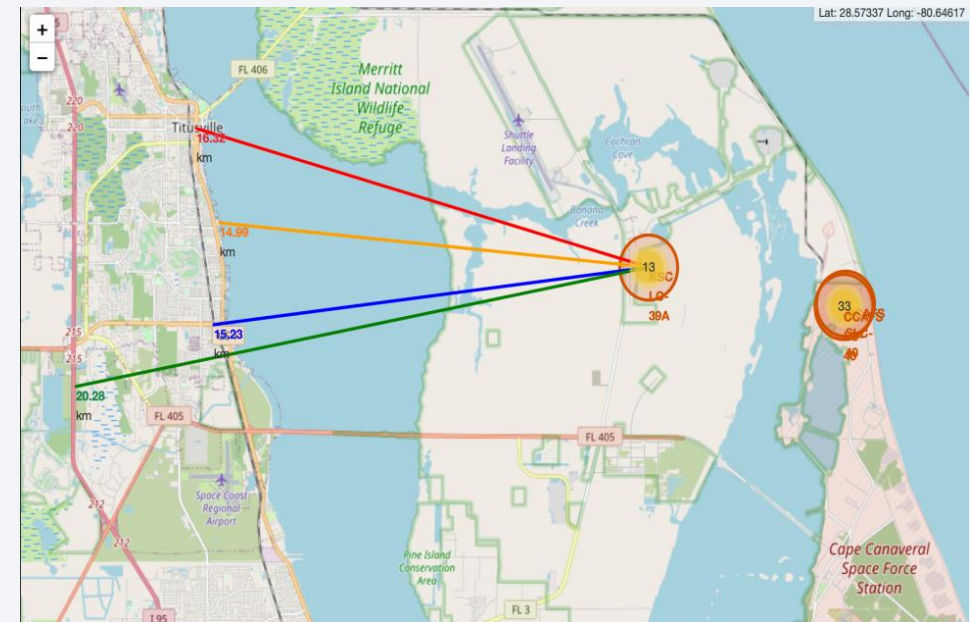 Lat: 28.57337 Long: -80.64617
+
−
FL 406
Merritt
Island National
Wildlife
Refuge
220
220
Titusville
16.32
km
Shuttle
Landing
Facility
Cochran
Cove
Banana
Creek
14.99
km
13
KSC
LC-
39A
33
CCAFS
SLC-
40
215
215
15.23
km
20.28
km
FL 405
FL 405
Space Coast
Regional
Airport
212
212
Pine Island
Conservation
Area
FL 3
I 95
Cape Canaveral
Space Force
Station